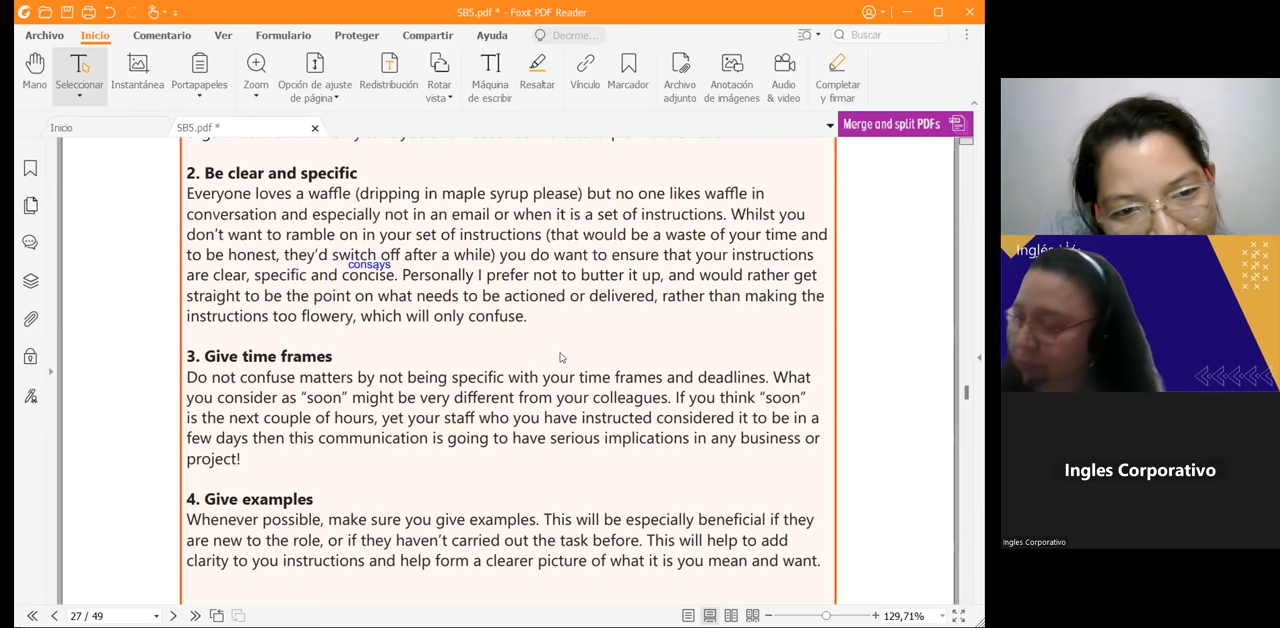 SB5.pdf * - Foxit PDF Reader
Archivo Inicio Comentario Ver Formulario Proteger Compartir Ayuda Decirme... Buscar
Mano Seleccionar Instantánea Portapapeles Zoom Opción de ajuste de página Redistribución Rotar vista Máquina de escribir Resaltar Vínculo Marcador Archivo adjunto Anotación de imágenes Audio & video Completar y firmar
Inicio SB5.pdf * Merge and split PDFs
2. Be clear and specific
Everyone loves a waffle (dripping in maple syrup please) but no one likes waffle in
conversation and especially not in an email or when it is a set of instructions. Whilst you
don't want to ramble on in your set of instructions (that would be a waste of your time and
to be honest, they'd switch off after a while) you do want to ensure that your instructions
consays
are clear, specific and concise. Personally I prefer not to butter it up, and would rather get
straight to be the point on what needs to be actioned or delivered, rather than making the
instructions too flowery, which will only confuse.
3. Give time frames
Do not confuse matters by not being specific with your time frames and deadlines. What
you consider as "soon" might be very different from your colleagues. If you think "soon"
is the next couple of hours, yet your staff who you have instructed considered it to be in a
few days then this communication is going to have serious implications in any business or
project!
4. Give examples
Whenever possible, make sure you give examples. This will be especially beneficial if they
are new to the role, or if they haven't carried out the task before. This will help to add
clarity to you instructions and help form a clearer picture of what it is you mean and want.
27 / 49 129,71%
Inglés
Ingles Corporativo
Ingles Corporativo